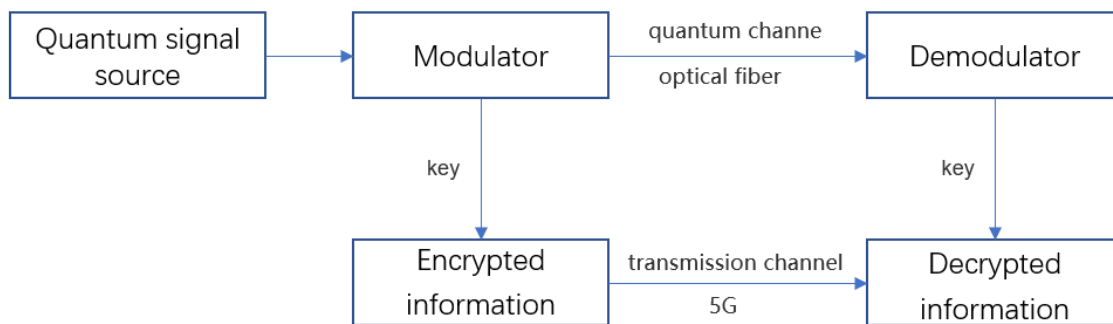 Quantum signal
source
Modulator
quantum channe
optical fiber
Demodulator
key
key
Encrypted
information
transmission channel
5G
Decrypted
information